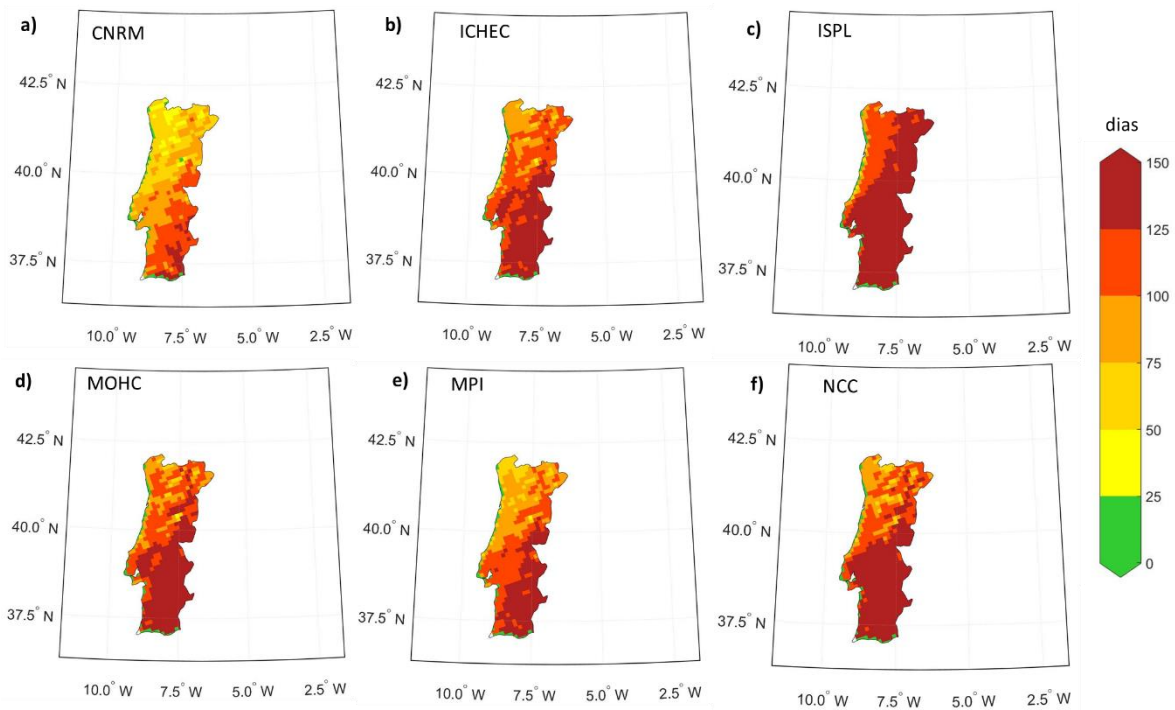 a)
CNRM
42.5° N
40.0° N
37.5° N
10.0° W 7.5° W 5.0° W 2.5° W
b)
ICHEC
42.5° N
40.0° N
37.5° N
10.0° W 7.5° W 5.0° W 2.5° W
c)
ISPL
42.5° N
40.0° N
37.5° N
10.0° W 7.5° W 5.0° W 2.5° W
d)
MOHC
42.5° N
40.0° N
37.5° N
10.0° W 7.5° W 5.0° W 2.5° W
e)
MPI
42.5° N
40.0° N
37.5° N
10.0° W 7.5° W 5.0° W 2.5° W
f)
NCC
42.5° N
40.0° N
37.5° N
10.0° W 7.5° W 5.0° W 2.5° W
dias
150
125
100
75
50
25
0